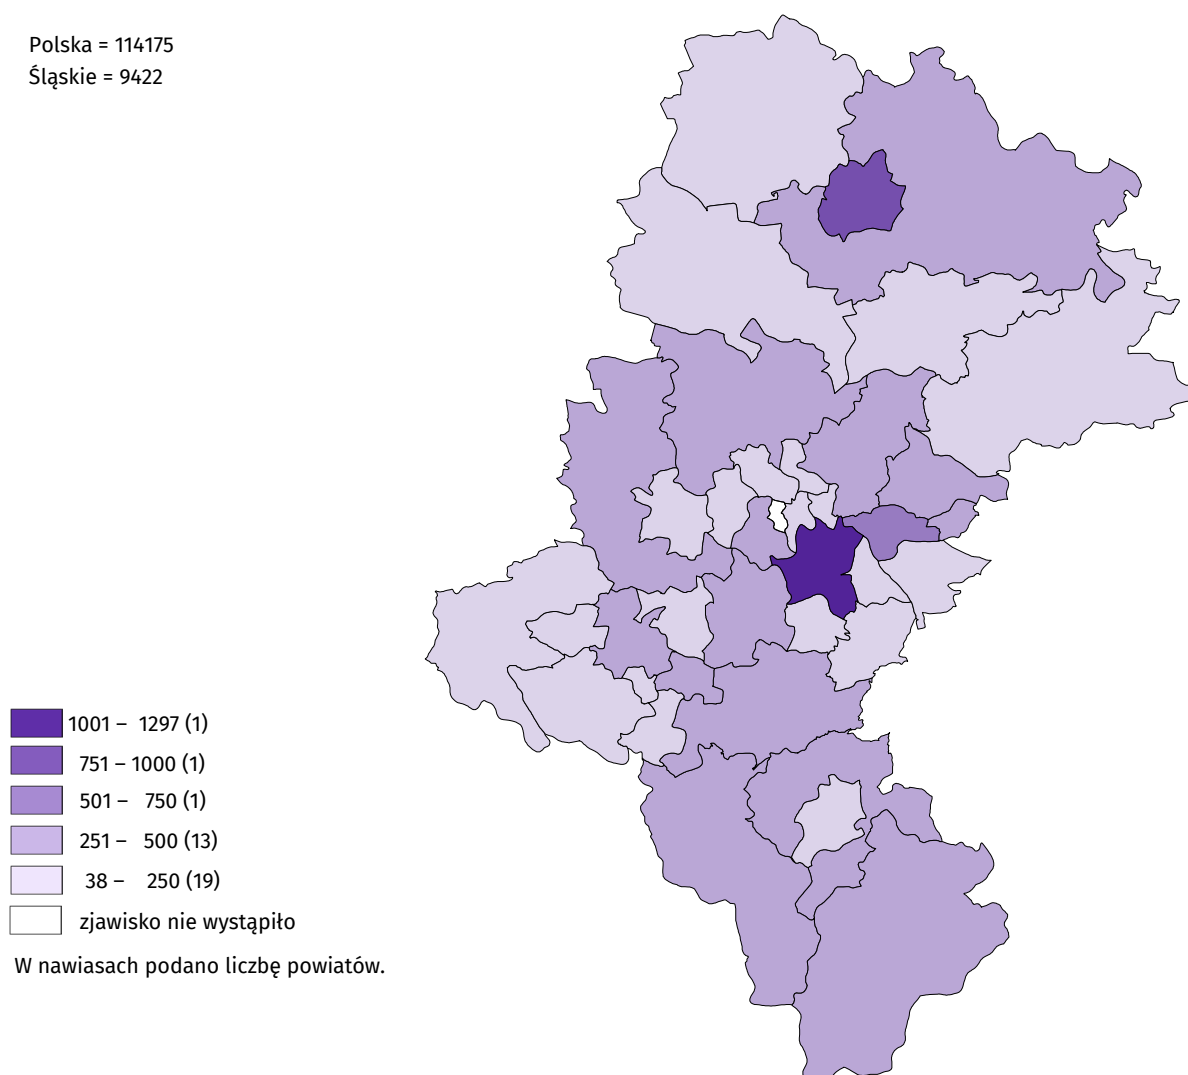 Polska = 114175
Śląskie = 9422
1001 – 1297 (1)
751 – 1000 (1)
501 – 750 (1)
251 – 500 (13)
38 – 250 (19)
zjawisko nie wystąpiło
W nawiasach podano liczbę powiatów.